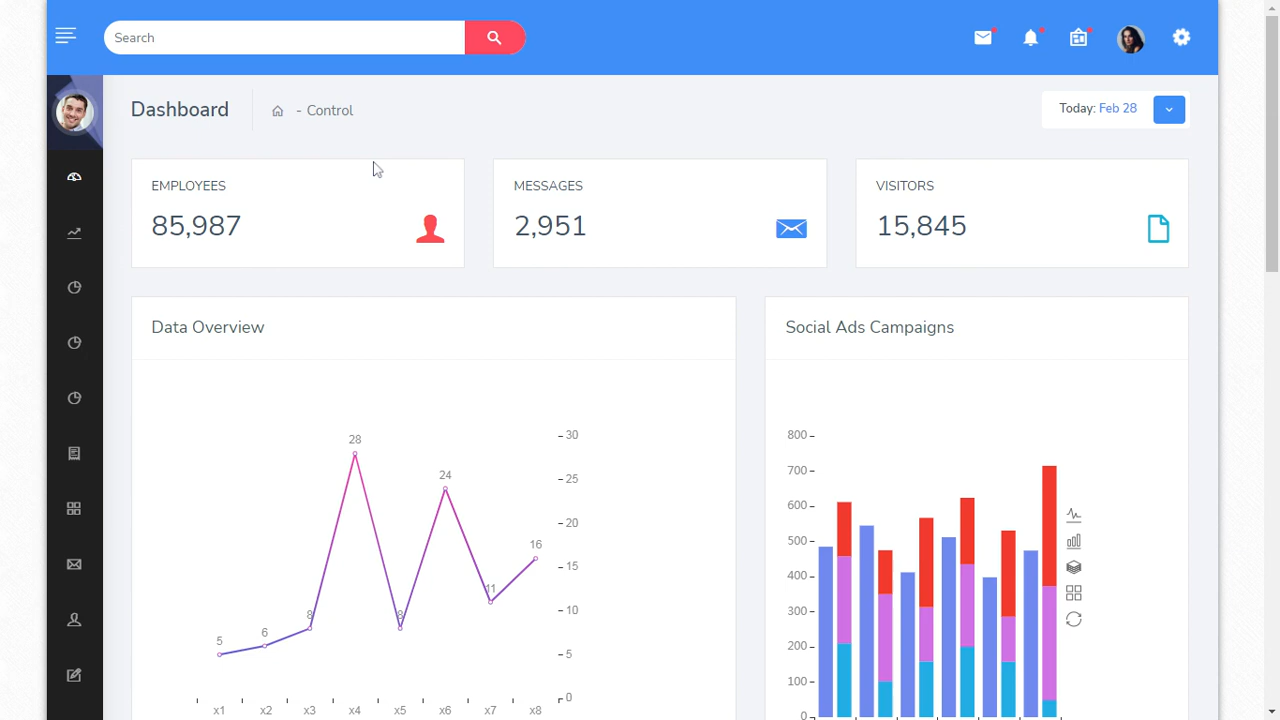 Search
Dashboard
- Control
Today: Feb 28
EMPLOYEES
85,987
MESSAGES
2,951
VISITORS
15,845
Data Overview
28
24
16
11
8
8
6
5
30
25
20
15
10
5
0
x1 x2 x3 x4 x5 x6 x7 x8
Social Ads Campaigns
800
700
600
500
400
300
200
100
0